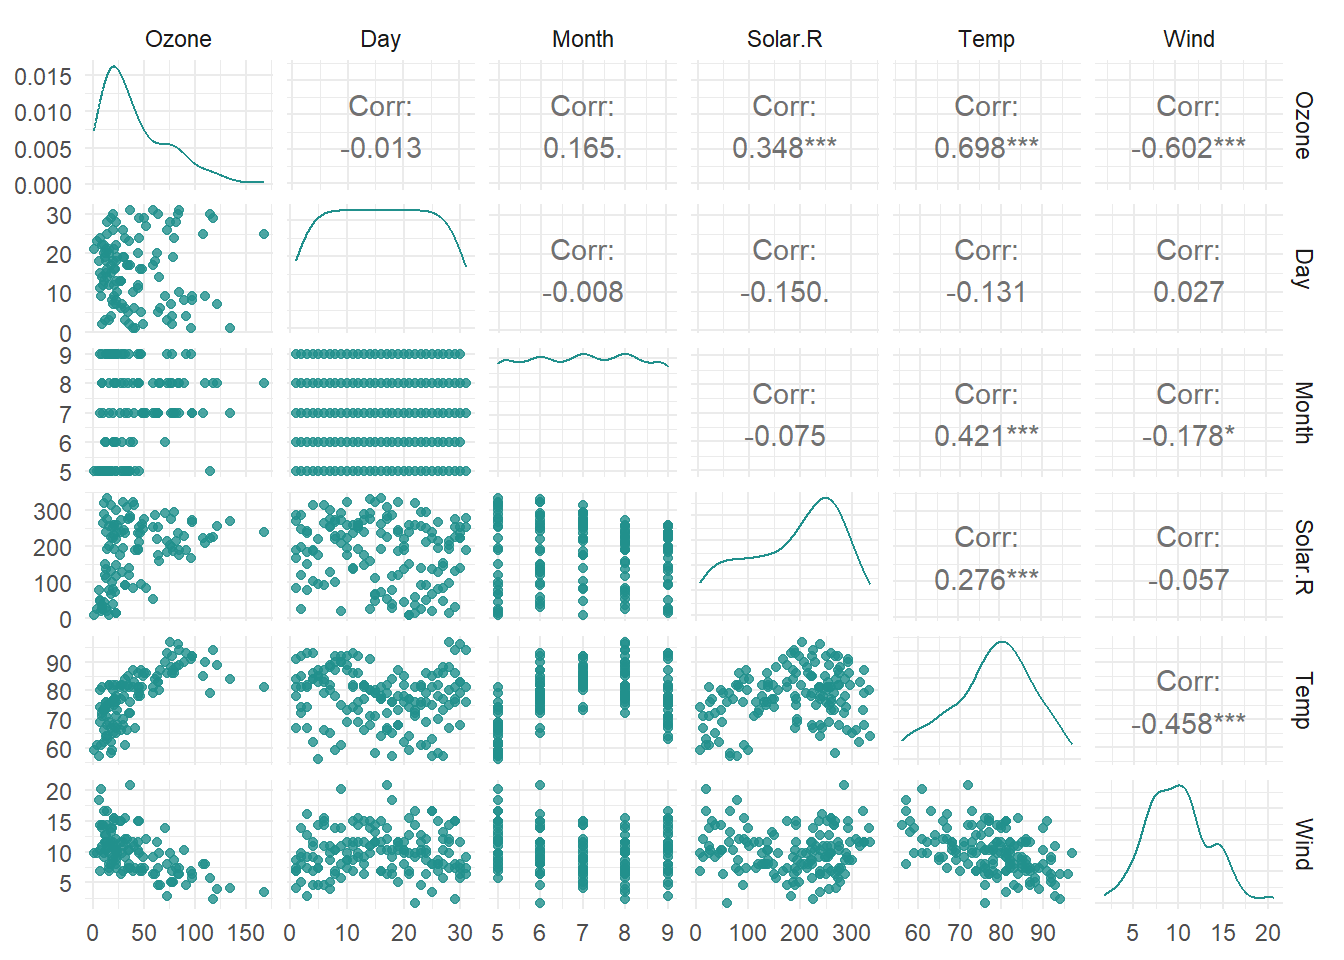 Ozone Day Month Solar.R Temp Wind
0.015
0.010
0.005
0.000
Corr:
-0.013
Corr:
0.165.
Corr:
0.348***
Corr:
0.698***
Corr:
-0.602***
Ozone
30
20
10
0
Corr:
-0.008
Corr:
-0.150.
Corr:
-0.131
Corr:
0.027
Day
9
8
7
6
5
Corr:
-0.075
Corr:
0.421***
Corr:
-0.178*
Month
300
200
100
0
Corr:
0.276***
Corr:
-0.057
Solar.R
90
80
70
60
Corr:
-0.458***
Temp
20
15
10
5
Wind
0 50 100 150 0 10 20 30 5 6 7 8 9 0 100 200 300 60 70 80 90 5 10 15 20